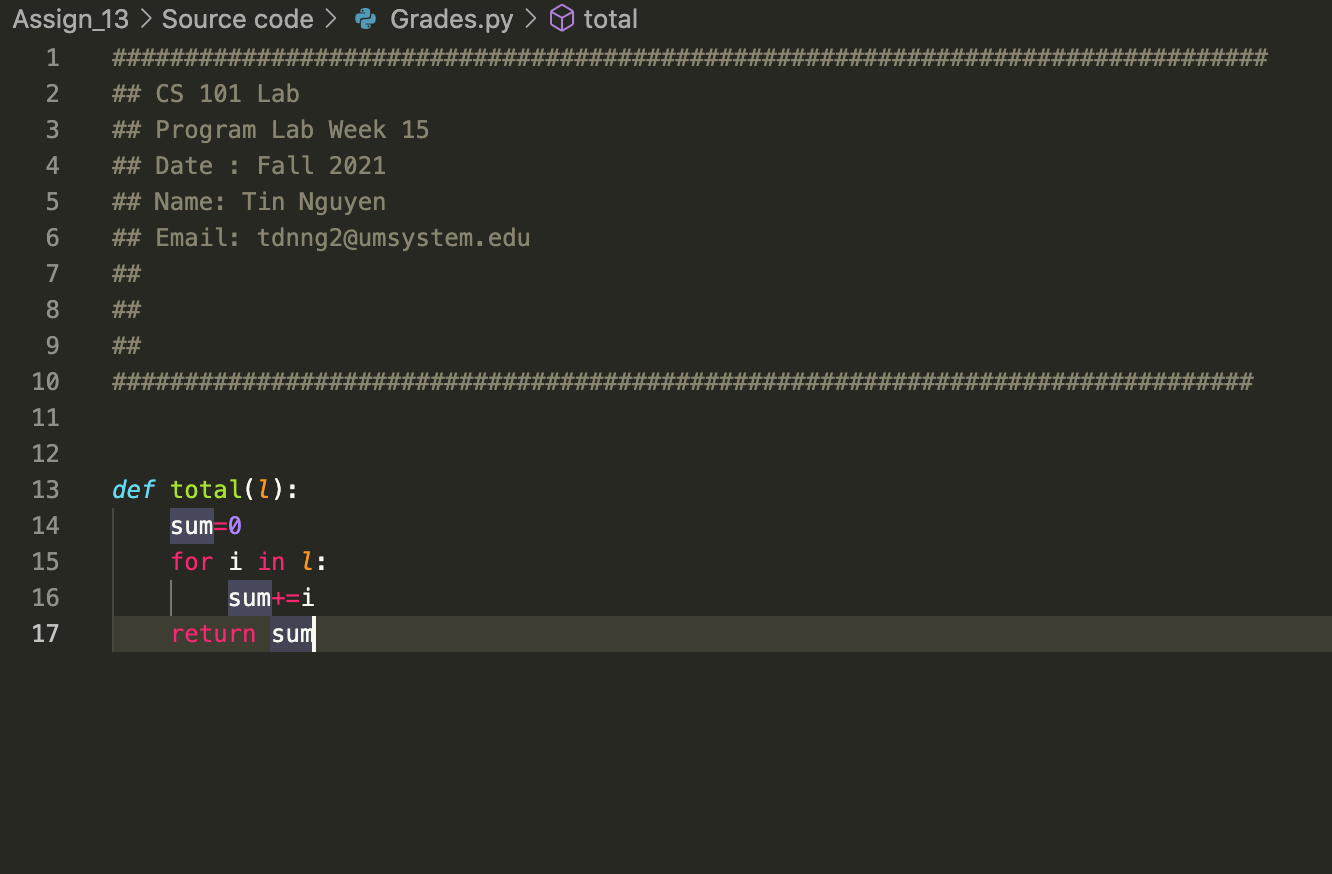 Assign_13 > Source code > Grades.py > total
1 ################################################################################
2 ## CS 101 Lab
3 ## Program Lab Week 15
4 ## Date : Fall 2021
5 ## Name: Tin Nguyen
6 ## Email: tdnng2@umsystem.edu
7 ##
8 ##
9 ##
10 ###############################################################################
11
12
13 def total(l):
14     sum=0
15     for i in l:
16         sum+=i
17     return sum